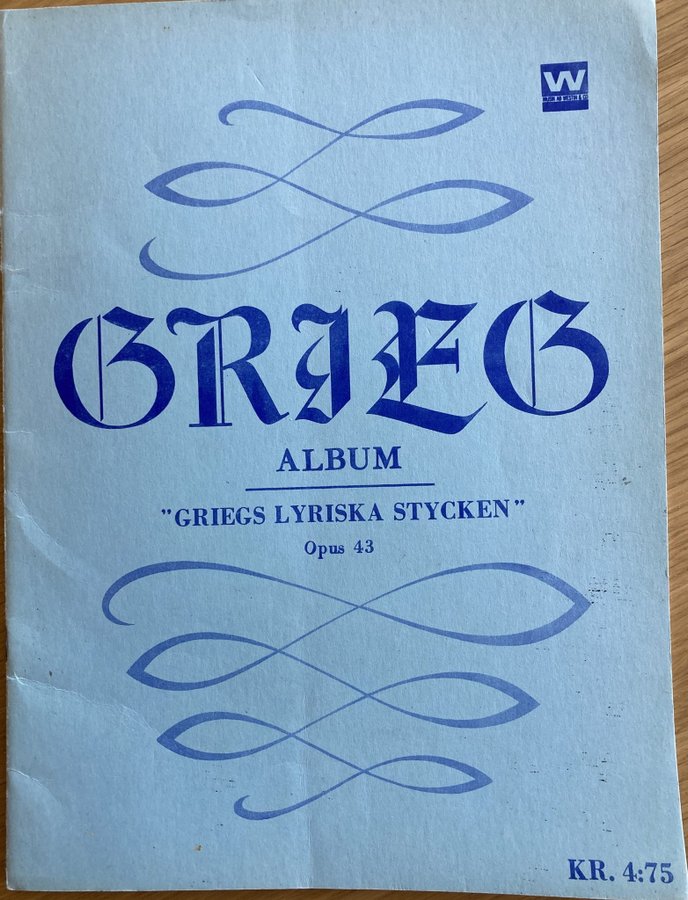 W
GRIEG
ALBUM
"GRIEGS LYRISKA STYCKEN"
Opus 43
KR. 4:75